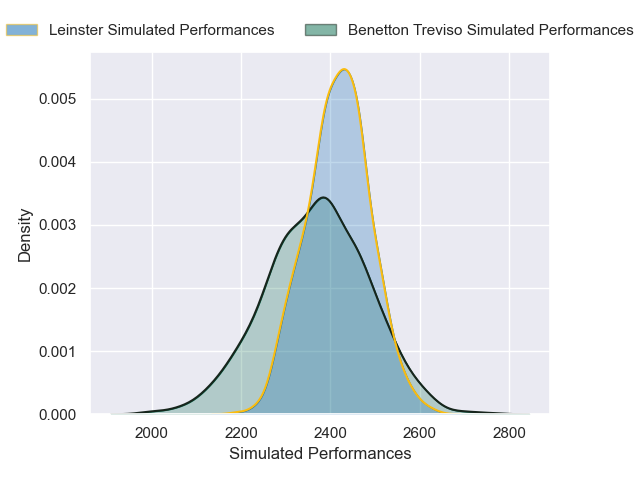 Leinster Simulated Performances
Benetton Treviso Simulated Performances
Density
0.005
0.004
0.003
0.002
0.001
0.000
2000
2200
2400
2600
2800
Simulated Performances